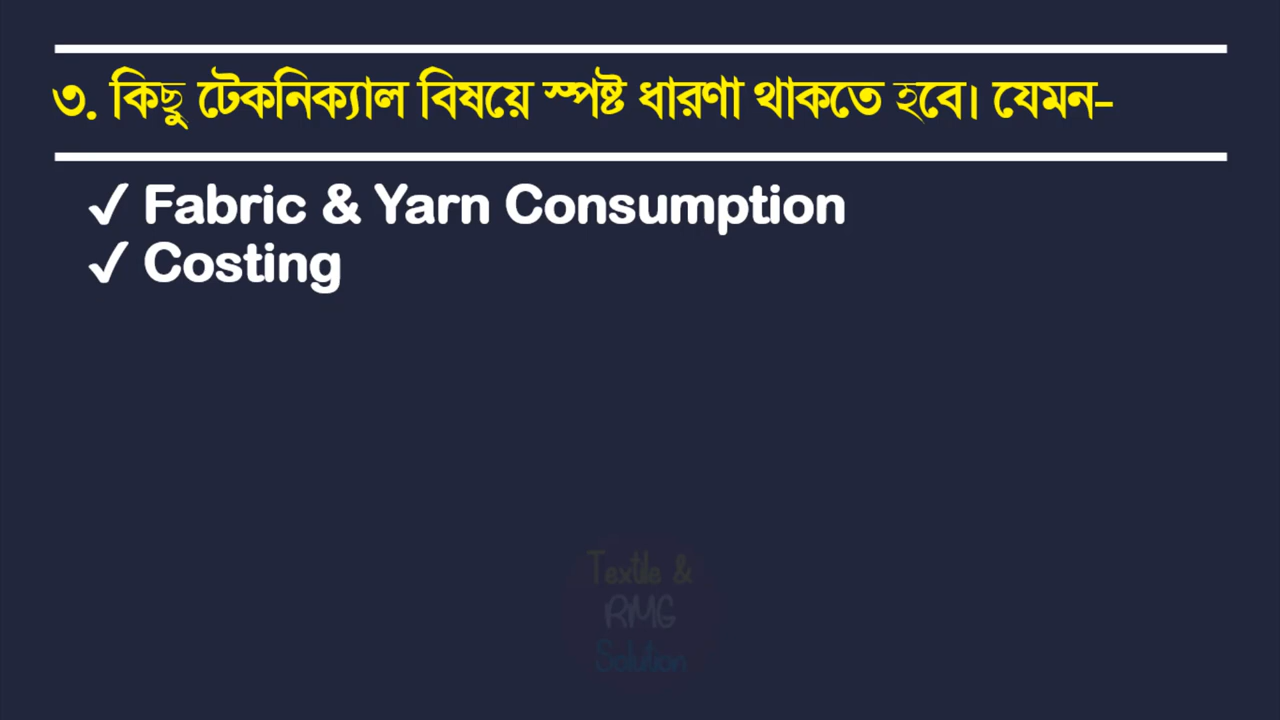 ৩. কিছু টেকনিক্যাল বিষয়ে স্পষ্ট ধারণা থাকতে হবে। যেমন-
✓ Fabric & Yarn Consumption
✓ Costing
Textile &
RMG
Solution